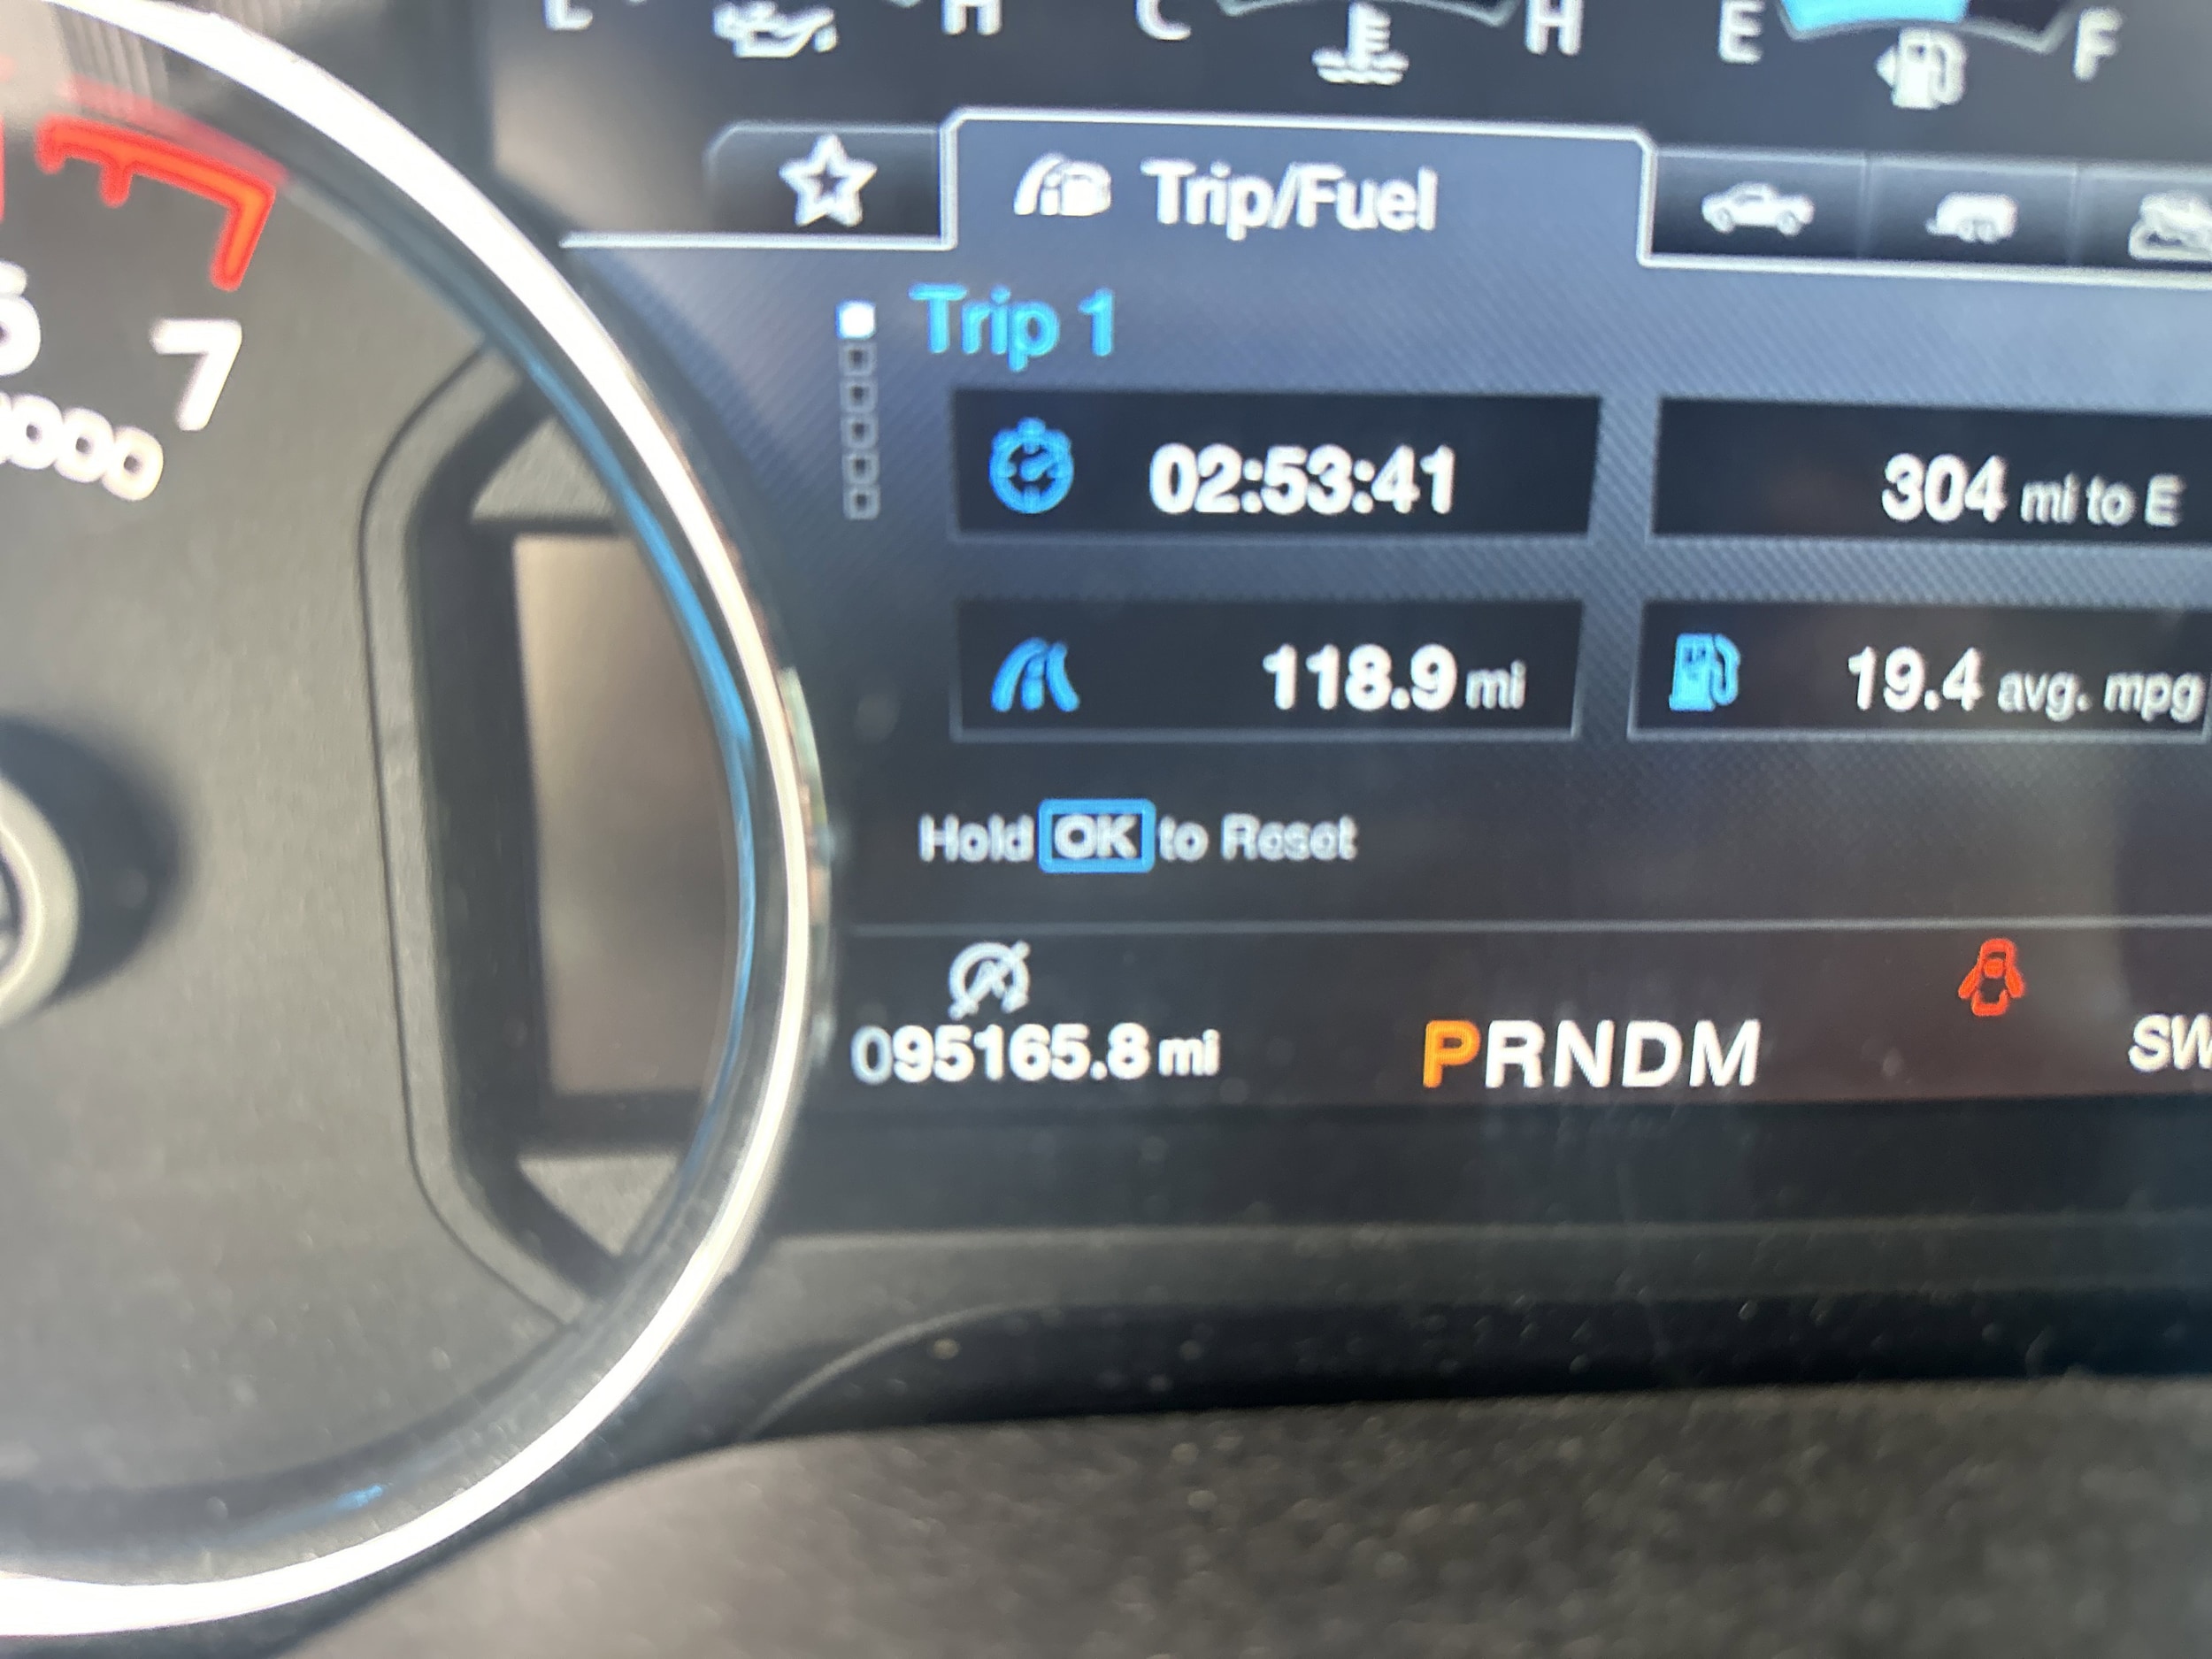 L H C H E F
Trip/Fuel
7
Trip 1
02:53:41 304 mi to E
118.9 mi 19.4 avg. mpg
Hold OK to Reset
095165.8 mi PRNDM SW